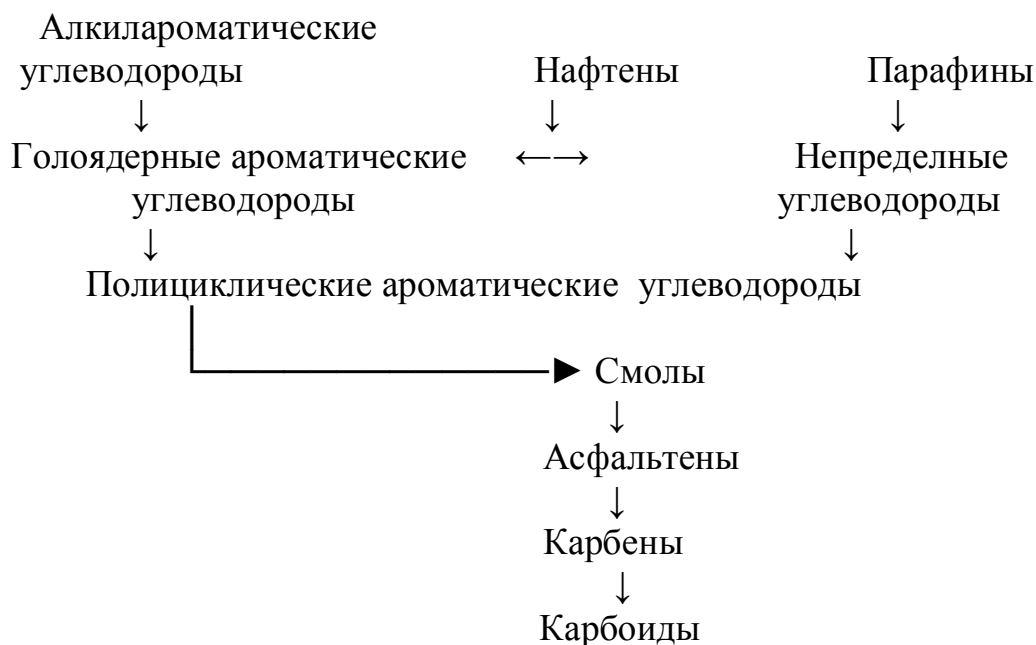 Алкилароматические
углеводороды Нафтены Парафины
↓ ↓ ↓
Голоядерные ароматические ←→ Непределные
углеводороды углеводороды
↓ ↓
Полициклические ароматические углеводороды
Смолы
↓
Асфальтены
↓
Карбены
↓
Карбоиды